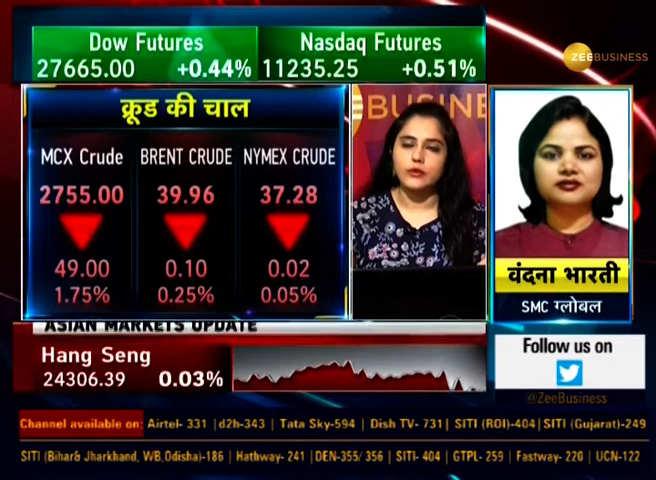 Dow Futures
27665.00 +0.44%
Nasdaq Futures
11235.25 +0.51%
ZEEBUSINESS
क्रूड की चाल
MCX Crude BRENT CRUDE NYMEX CRUDE
2755.00 39.96 37.28
49.00 0.10 0.02
1.75% 0.25% 0.05%
BUSINE
वंदना भारती
SMC ग्लोबल
ASIAN MARKETS UPDATE
Hang Seng
24306.39 0.03%
Follow us on
@ZeeBusiness
Channel available on: Airtel- 331 |d2h-343 | Tata Sky-594 | Dish TV- 731| SITI (ROI)-404| SITI (Gujarat)-249
SITI (Bihar& Jharkhand, WB,Odisha)-186 | Hathway- 241 |DEN-355/ 356 | SITI- 404 | GTPL- 259 | Fastway- 220 | UCN-122